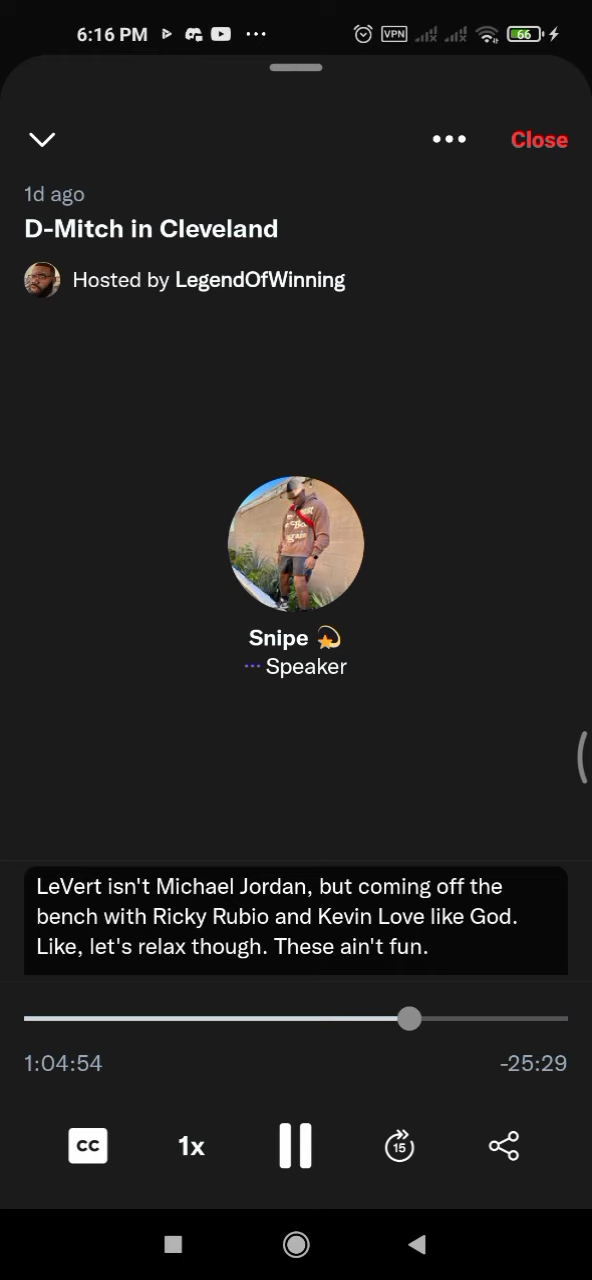 6:16 PM
VPN
66
Close
1d ago
D-Mitch in Cleveland
Hosted by LegendOfWinning
Snipe 💫
Speaker
LeVert isn't Michael Jordan, but coming off the
bench with Ricky Rubio and Kevin Love like God.
Like, let's relax though. These ain't fun.
1:04:54
-25:29
CC
1x
15